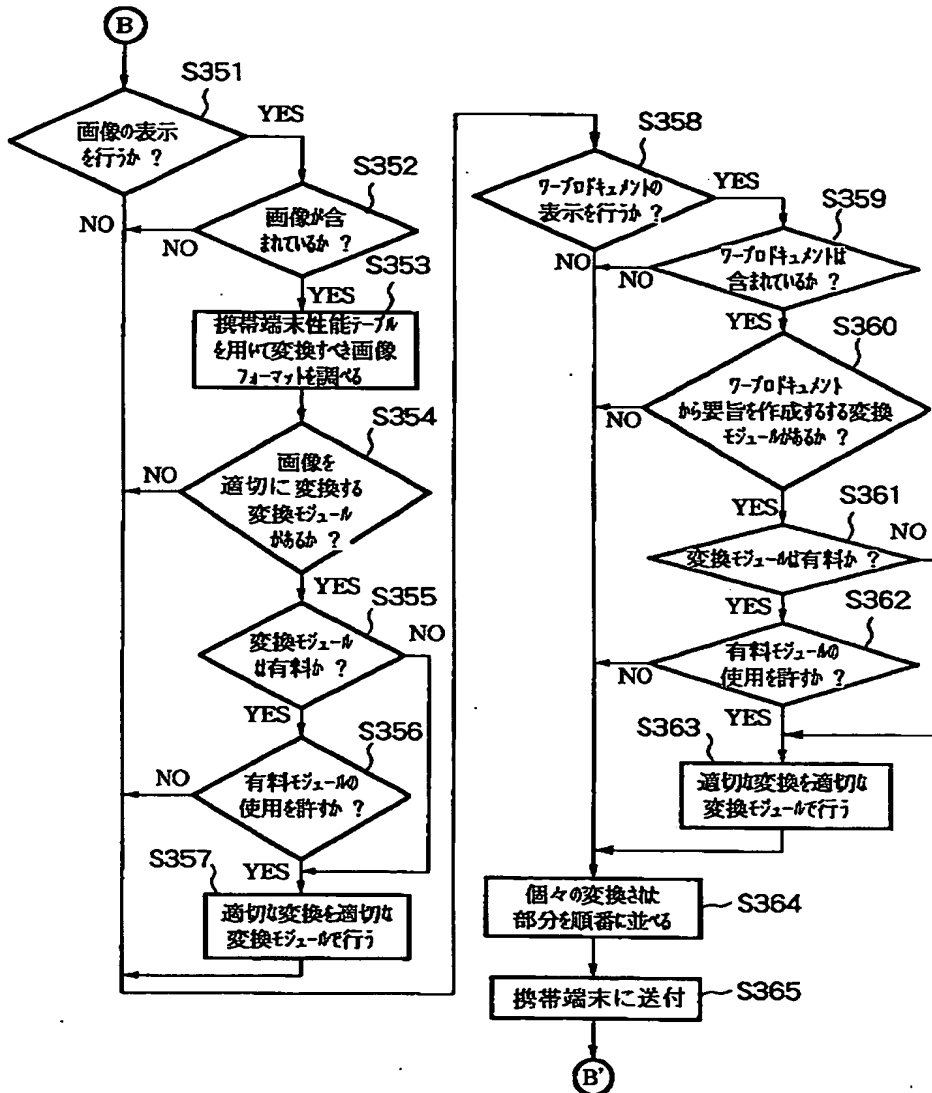 B
S351
画像の表示
を行うか ?
YES
NO
S352
画像が含
まれているか ?
NO
YES
S353
携帯端末性能テーブル
を用いて変換すべき画像
フォーマットを調べる
S354
画像を
適切に変換する
変換モジュール
があるか ?
NO
YES
S355
変換モジュール
は有料か ?
NO
YES
S356
有料モジュールの
使用を許すか ?
NO
YES
S357
適切な変換を適切な
変換モジュールで行う
S358
ワープロドキュメントの
表示を行うか ?
YES
NO
S359
ワープロドキュメントは
含まれているか ?
NO
YES
S360
ワープロドキュメント
から要旨を作成するする変換
モジュールがあるか ?
NO
YES
S361
変換モジュールは有料か ?
NO
YES
S362
有料モジュールの
使用を許すか ?
NO
YES
S363
適切な変換を適切な
変換モジュールで行う
個々の変換されは
部分を順番に並べる
S364
携帯端末に送付
S365
B'